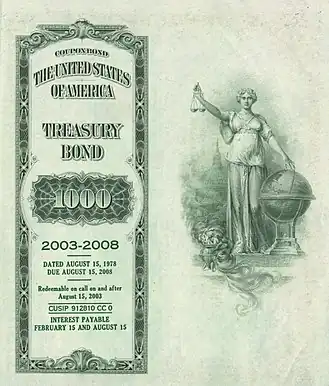 COUPON BOND
THE UNITED STATES
OF AMERICA
TREASURY
BOND
1000
2003-2008
DATED AUGUST 15, 1978
DUE AUGUST 15, 2008
Redeemable on call on and after
August 15, 2003
CUSIP 912810 CC 0
INTEREST PAYABLE
FEBRUARY 15 AND AUGUST 15